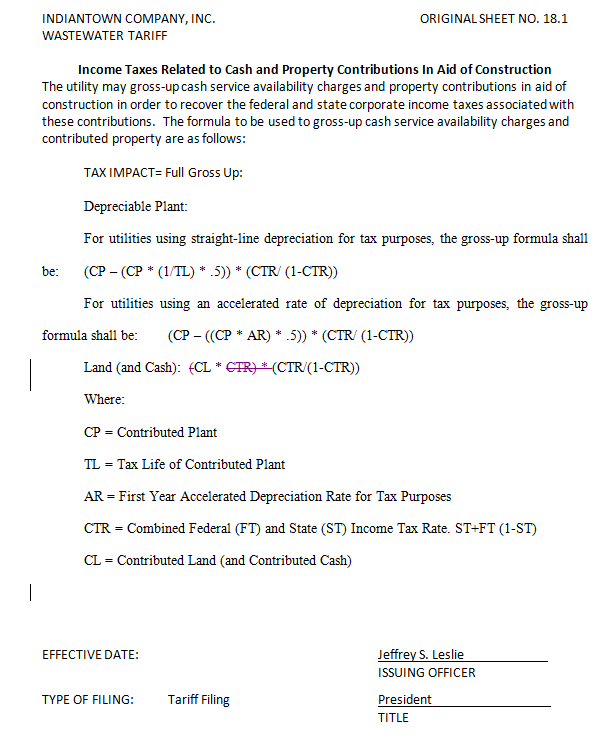 INDIANTOWN COMPANY, INC. ORIGINAL SHEET NO. 18.1
WASTEWATER TARIFF
Income Taxes Related to Cash and Property Contributions In Aid of Construction
The utility may gross-up cash service availability charges and property contributions in aid of
construction in order to recover the federal and state corporate income taxes associated with
these contributions. The formula to be used to gross-up cash service availability charges and
contributed property are as follows:
TAX IMPACT= Full Gross Up:
Depreciable Plant:
For utilities using straight-line depreciation for tax purposes, the gross-up formula shall
be: (CP – (CP * (1/TL) * .5)) * (CTR/ (1-CTR))
For utilities using an accelerated rate of depreciation for tax purposes, the gross-up
formula shall be: (CP – ((CP * AR) * .5)) * (CTR/ (1-CTR))
Land (and Cash): (CL * CTR) * (CTR/(1-CTR))
Where:
CP = Contributed Plant
TL = Tax Life of Contributed Plant
AR = First Year Accelerated Depreciation Rate for Tax Purposes
CTR = Combined Federal (FT) and State (ST) Income Tax Rate. ST+FT (1-ST)
CL = Contributed Land (and Contributed Cash)
EFFECTIVE DATE: Jeffrey S. Leslie
ISSUING OFFICER
TYPE OF FILING: Tariff Filing President
TITLE